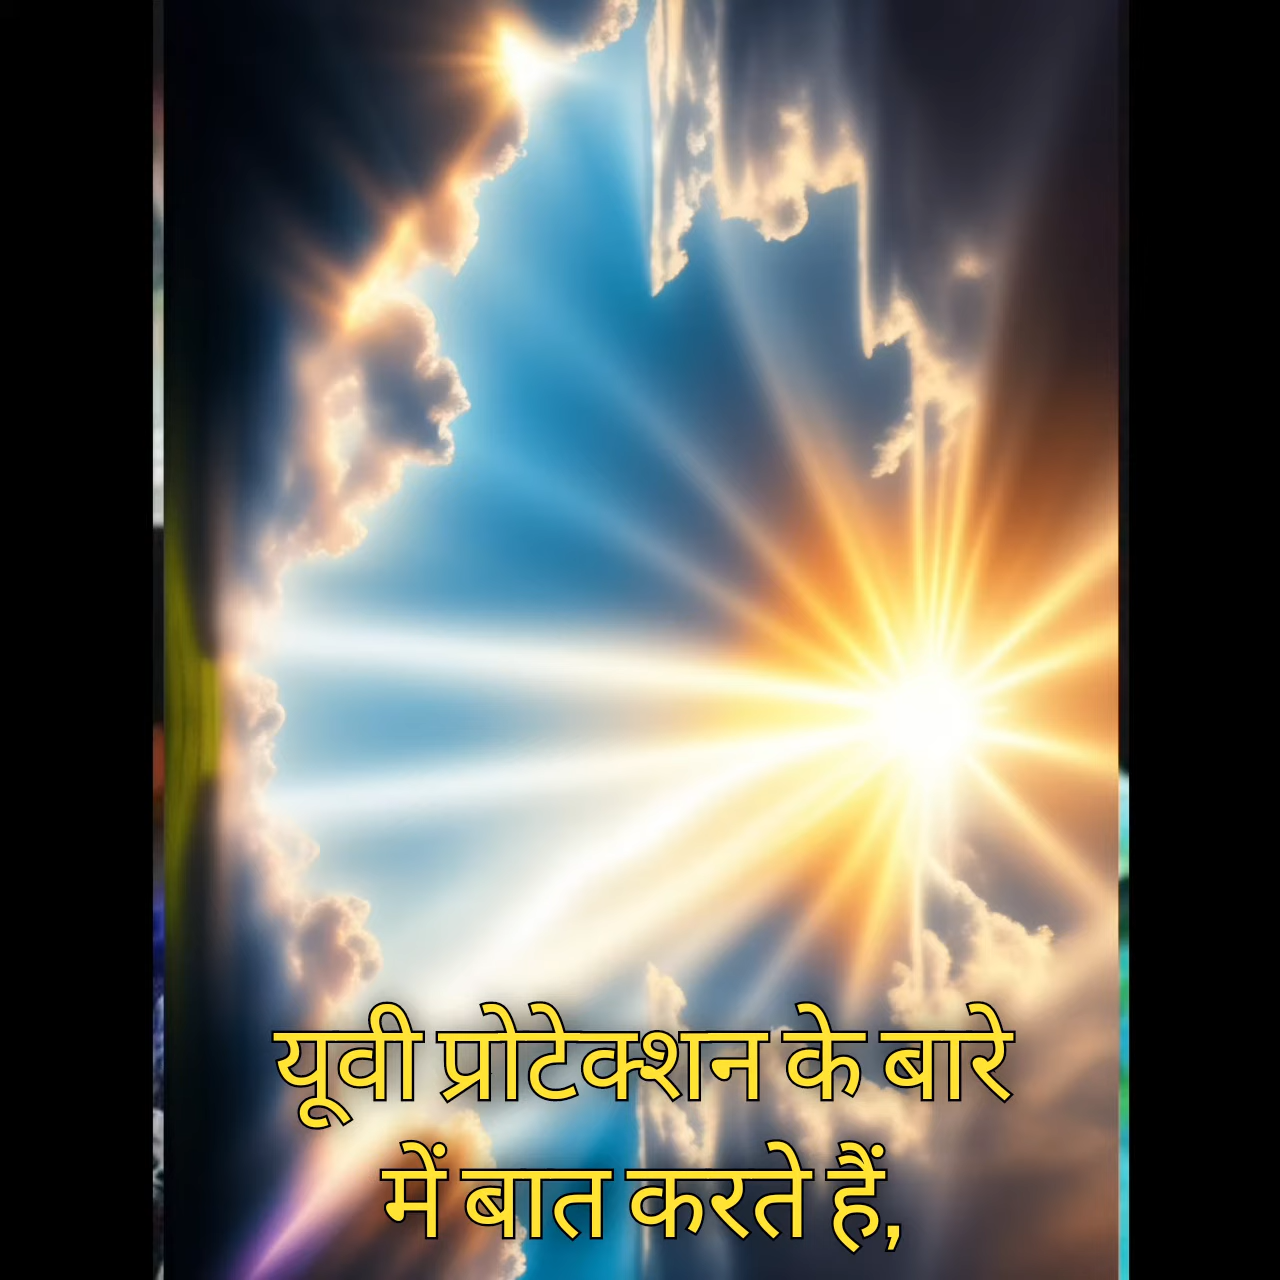 यूवी प्रोटेक्शन के बारे
में बात करते हैं,